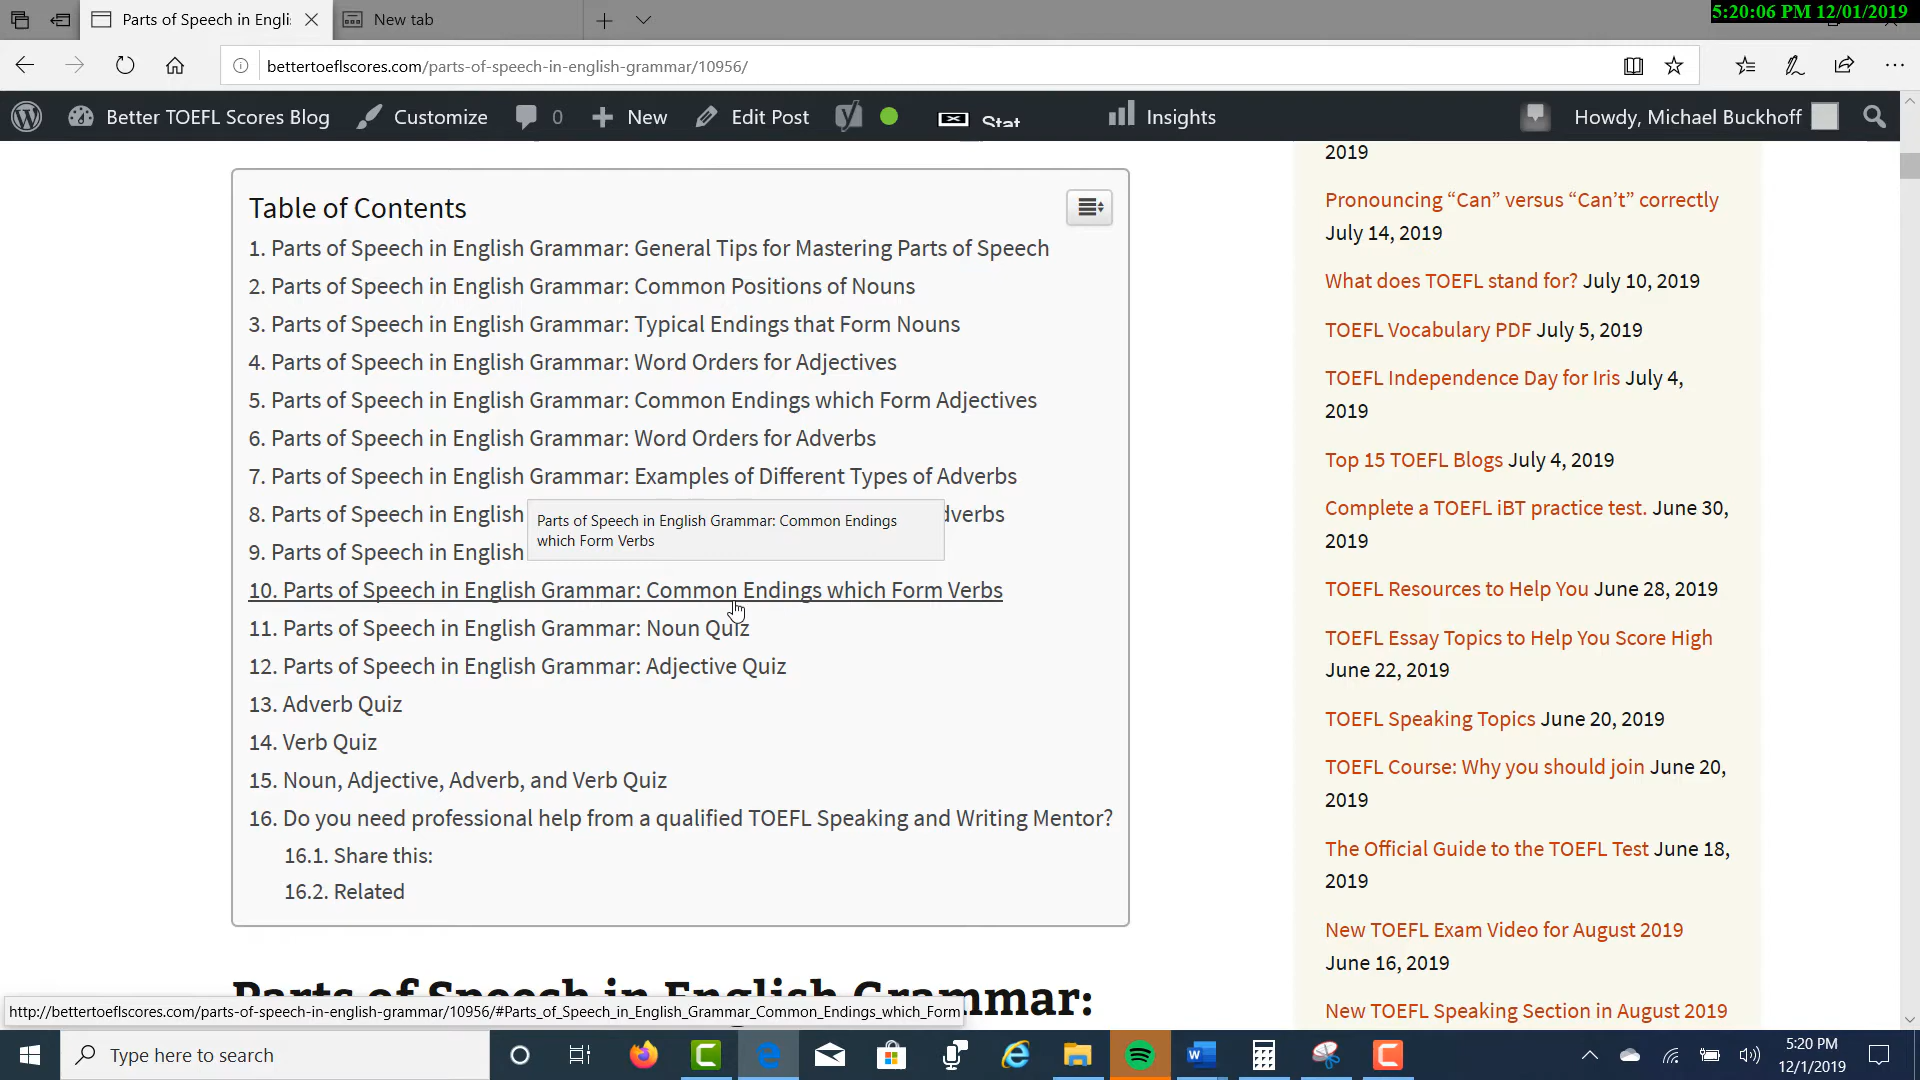 Parts of Speech in Engli
New tab
5:20:06 PM 12/01/2019
bettertoeflscores.com/parts-of-speech-in-english-grammar/10956/
Better TOEFL Scores Blog
Customize
0
New
Edit Post
Stat
Insights
Howdy, Michael Buckhoff
Table of Contents
1. Parts of Speech in English Grammar: General Tips for Mastering Parts of Speech
2. Parts of Speech in English Grammar: Common Positions of Nouns
3. Parts of Speech in English Grammar: Typical Endings that Form Nouns
4. Parts of Speech in English Grammar: Word Orders for Adjectives
5. Parts of Speech in English Grammar: Common Endings which Form Adjectives
6. Parts of Speech in English Grammar: Word Orders for Adverbs
7. Parts of Speech in English Grammar: Examples of Different Types of Adverbs
8. Parts of Speech in English dverbs
Parts of Speech in English Grammar: Common Endings
which Form Verbs
9. Parts of Speech in English
10. Parts of Speech in English Grammar: Common Endings which Form Verbs
11. Parts of Speech in English Grammar: Noun Quiz
12. Parts of Speech in English Grammar: Adjective Quiz
13. Adverb Quiz
14. Verb Quiz
15. Noun, Adjective, Adverb, and Verb Quiz
16. Do you need professional help from a qualified TOEFL Speaking and Writing Mentor?
16.1. Share this:
16.2. Related
Parts of Speech in English Grammar:
2019
Pronouncing “Can” versus “Can’t” correctly
July 14, 2019
What does TOEFL stand for? July 10, 2019
TOEFL Vocabulary PDF July 5, 2019
TOEFL Independence Day for Iris July 4,
2019
Top 15 TOEFL Blogs July 4, 2019
Complete a TOEFL iBT practice test. June 30,
2019
TOEFL Resources to Help You June 28, 2019
TOEFL Essay Topics to Help You Score High
June 22, 2019
TOEFL Speaking Topics June 20, 2019
TOEFL Course: Why you should join June 20,
2019
The Official Guide to the TOEFL Test June 18,
2019
New TOEFL Exam Video for August 2019
June 16, 2019
New TOEFL Speaking Section in August 2019
http://bettertoeflscores.com/parts-of-speech-in-english-grammar/10956/#Parts_of_Speech_in_English_Grammar_Common_Endings_which_Form
Type here to search
5:20 PM
12/1/2019